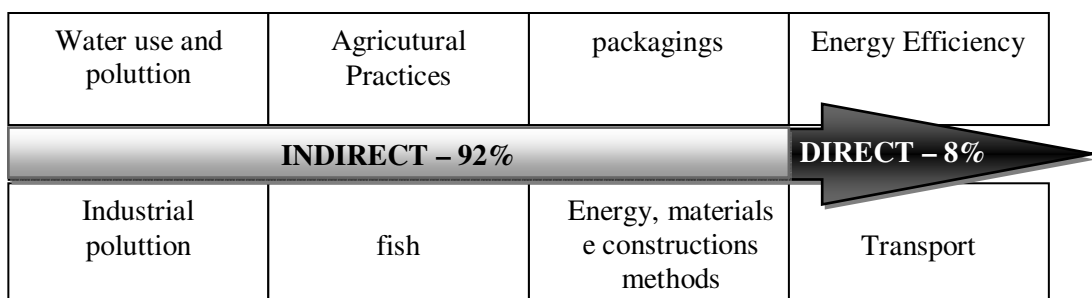 Water use and
poluttion
Agricutural
Practices
packagings
Energy Efficiency
INDIRECT – 92%
DIRECT – 8%
Industrial
poluttion
fish
Energy, materials
e constructions
methods
Transport